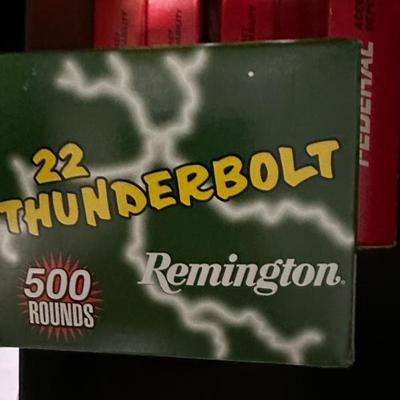 22
THUNDERBOLT
500
ROUNDS
Remington
FEDERAL